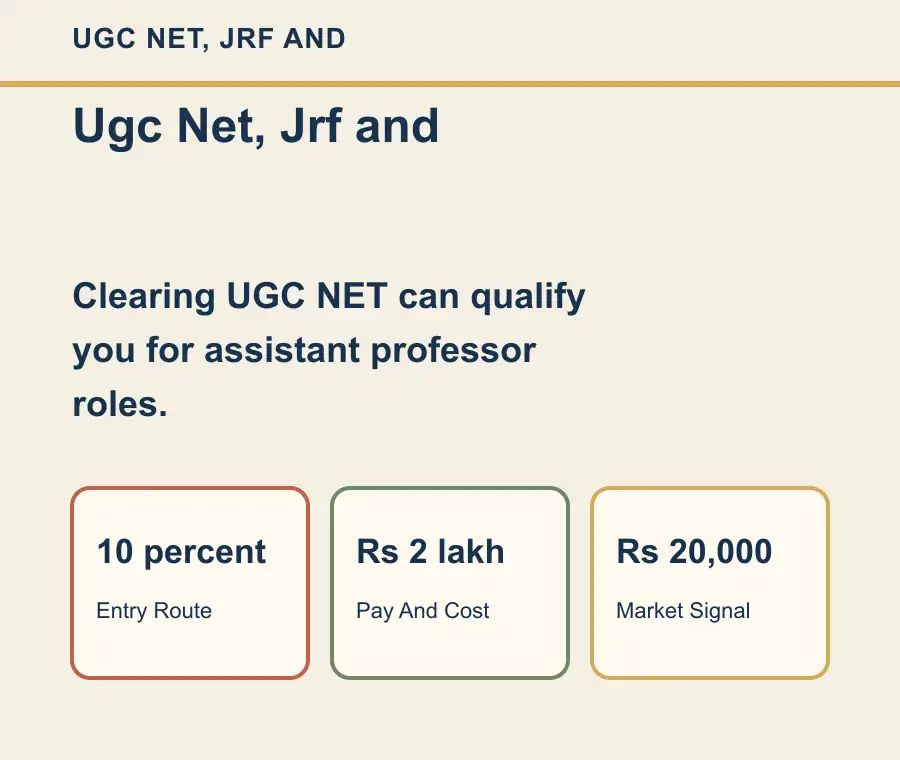 UGC NET, JRF AND
Ugc Net, Jrf and
Clearing UGC NET can qualify
you for assistant professor
roles.
10 percent
Entry Route
Rs 2 lakh
Pay And Cost
Rs 20,000
Market Signal